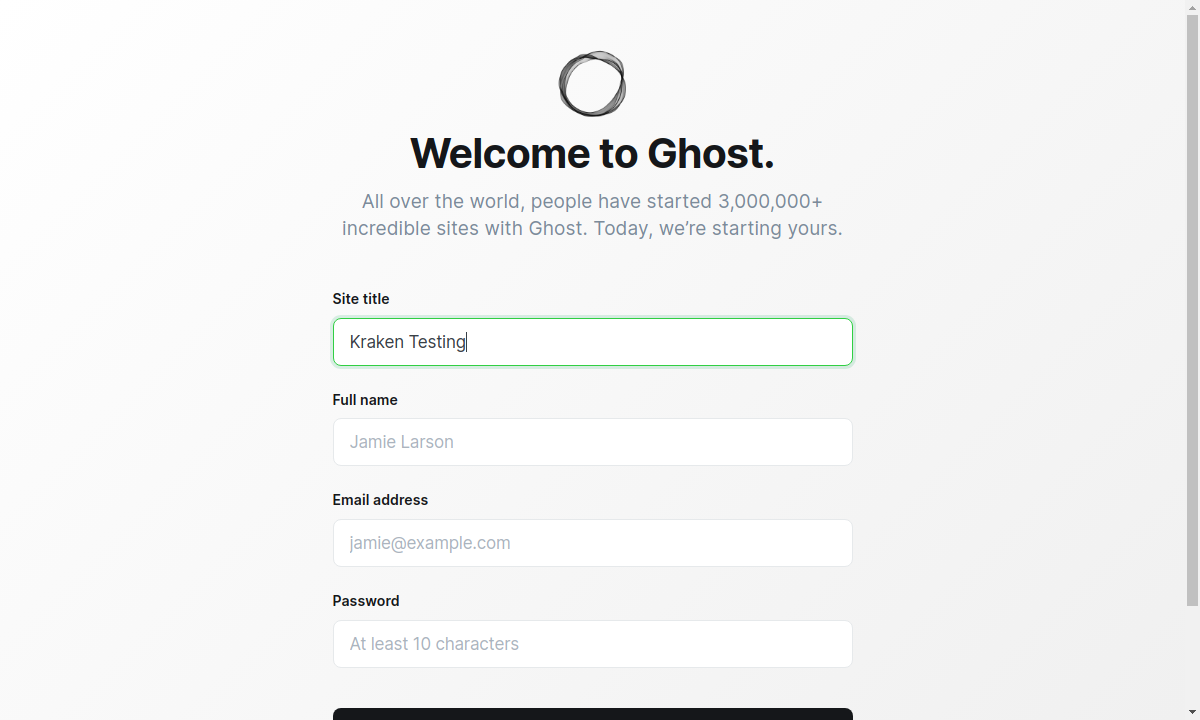 Welcome to Ghost.
All over the world, people have started 3,000,000+
incredible sites with Ghost. Today, we’re starting yours.
Site title
Kraken Testing
Full name
Jamie Larson
Email address
jamie@example.com
Password
At least 10 characters